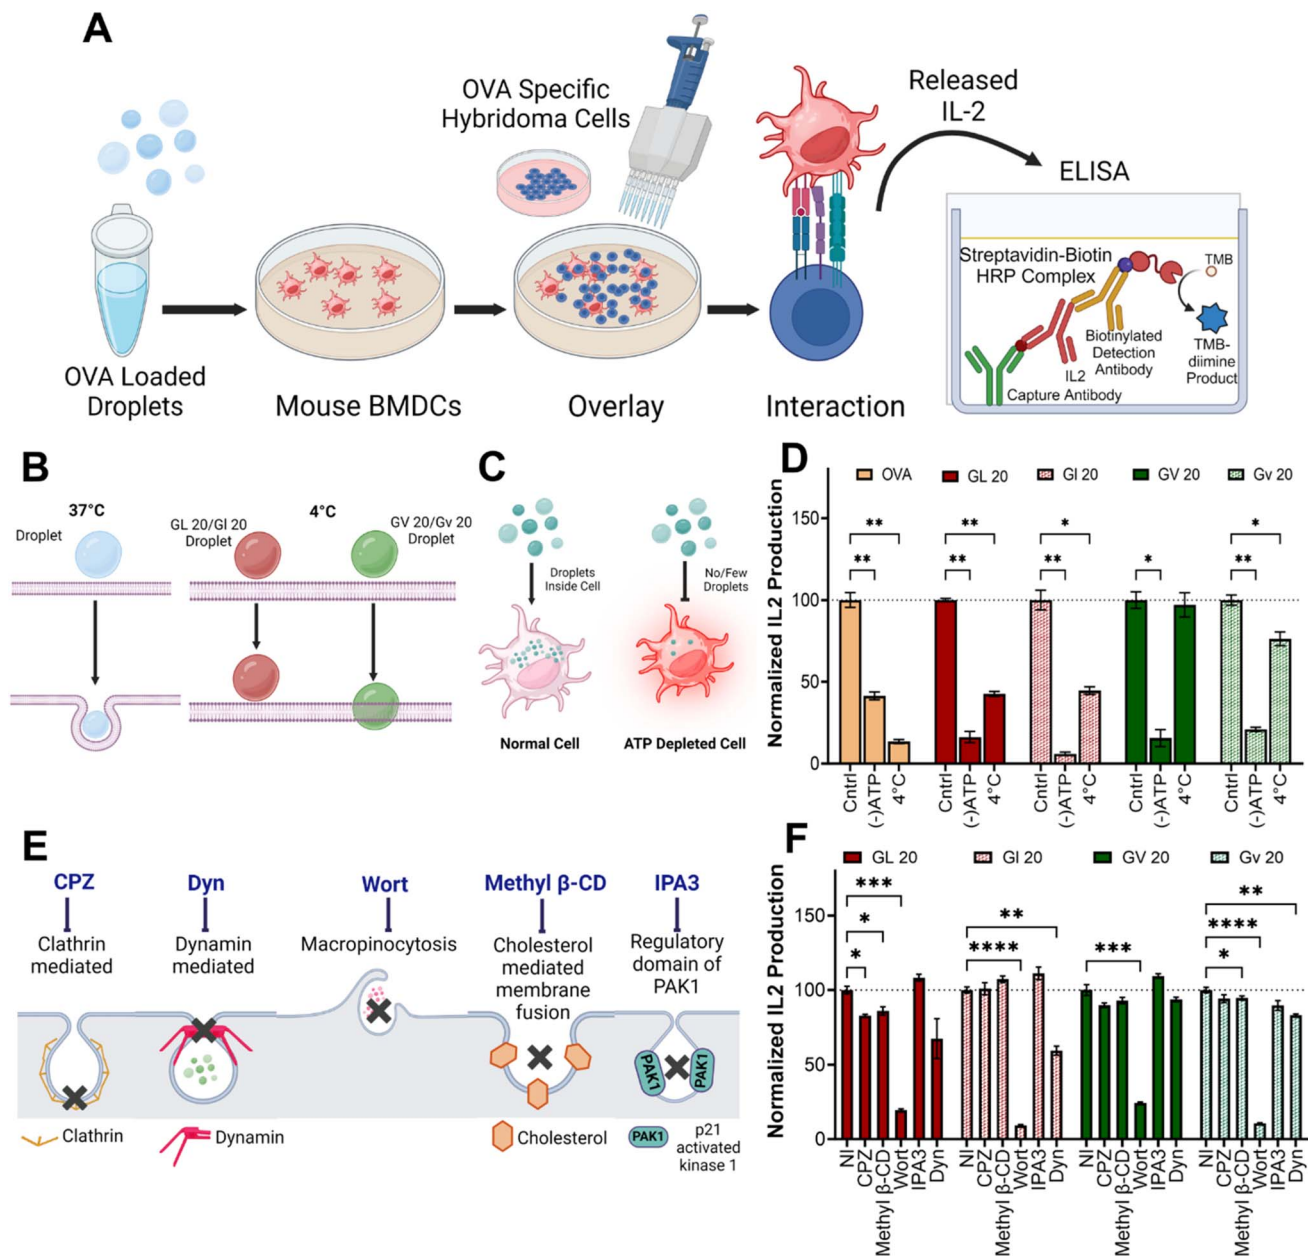 A
OVA Specific
Hybridoma Cells
Released
IL-2
ELISA
Streptavidin-Biotin
HRP Complex
TMB
Biotinylated
Detection
Antibody
TMB-
diimine
Product
IL2
Capture Antibody
OVA Loaded
Droplets
Mouse BMDCs
Overlay
Interaction
B
37°C
Droplet
GL 20/Gl 20
Droplet
4°C
GV 20/Gv 20
Droplet
C
Droplets
Inside Cell
No/Few
Droplets
Normal Cell
ATP Depleted Cell
D
OVA
GL 20
Gl 20
GV 20
Gv 20
Normalized IL2 Production
150
100
50
0
**
**
**
**
*
**
*
*
**
Cntrl
(-)ATP
4°C
Cntrl
(-)ATP
4°C
Cntrl
(-)ATP
4°C
Cntrl
(-)ATP
4°C
Cntrl
(-)ATP
4°C
E
CPZ
Clathrin
mediated
Dyn
Dynamin
mediated
Wort
Macropinocytosis
Methyl β-CD
Cholesterol
mediated
membrane
fusion
IPA3
Regulatory
domain of
PAK1
PAK1
PAK1
Clathrin
Dynamin
Cholesterol
PAK1
p21
activated
kinase 1
F
GL 20
Gl 20
GV 20
Gv 20
Normalized IL2 Production
150
100
50
0
***
*
*
**
****
***
**
****
*
NI
CPZ
Methyl β-CD
Wort
IPA3
Dyn
NI
CPZ
Methyl β-CD
Wort
IPA3
Dyn
NI
CPZ
Methyl β-CD
Wort
IPA3
Dyn
NI
CPZ
Methyl β-CD
Wort
IPA3
Dyn